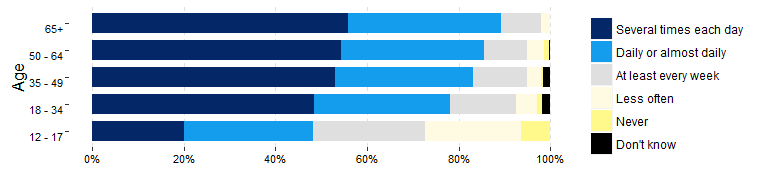 Age
65+
50 - 64
35 - 49
18 - 34
12 - 17
0% 20% 40% 60% 80% 100%
Several times each day
Daily or almost daily
At least every week
Less often
Never
Don't know